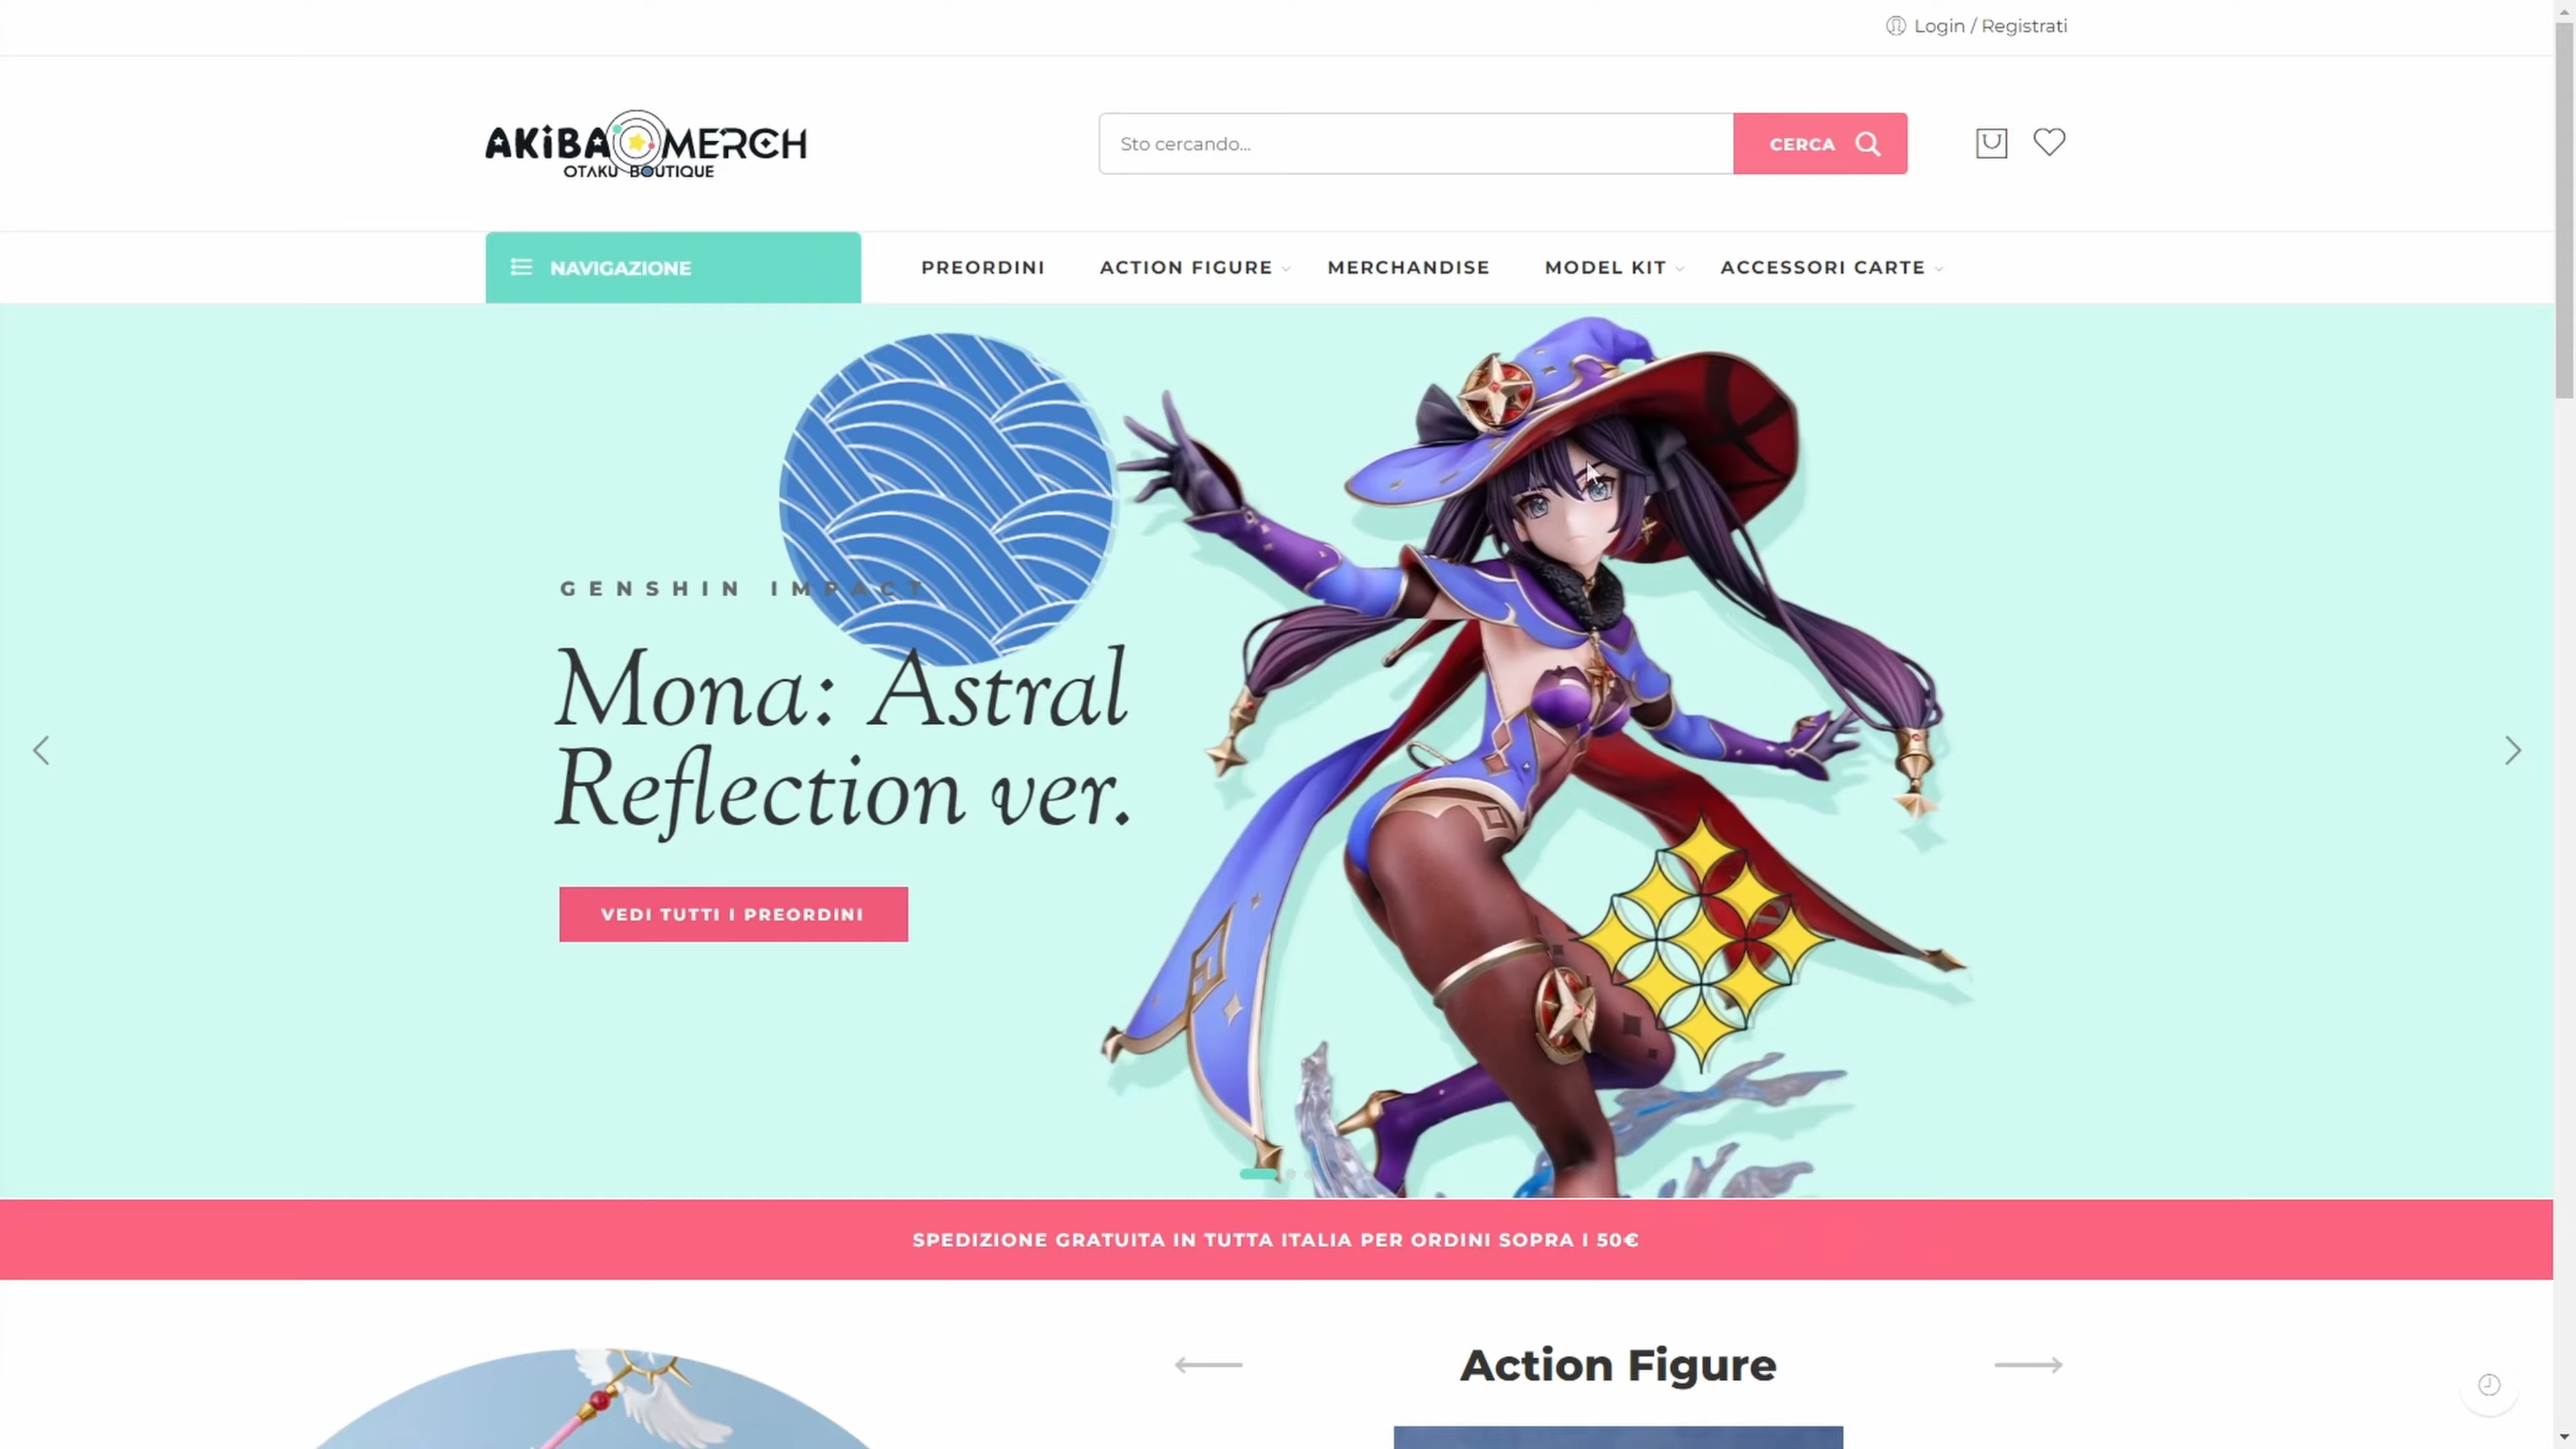 Login / Registrati
AKiBA MERCH
OTAKU BOUTIQUE
Sto cercando...
CERCA
NAVIGAZIONE
PREORDINI
ACTION FIGURE
MERCHANDISE
MODEL KIT
ACCESSORI CARTE
GENSHIN IMPACT
Mona: Astral
Reflection ver.
VEDI TUTTI I PREORDINI
SPEDIZIONE GRATUITA IN TUTTA ITALIA PER ORDINI SOPRA I 50€
Action Figure